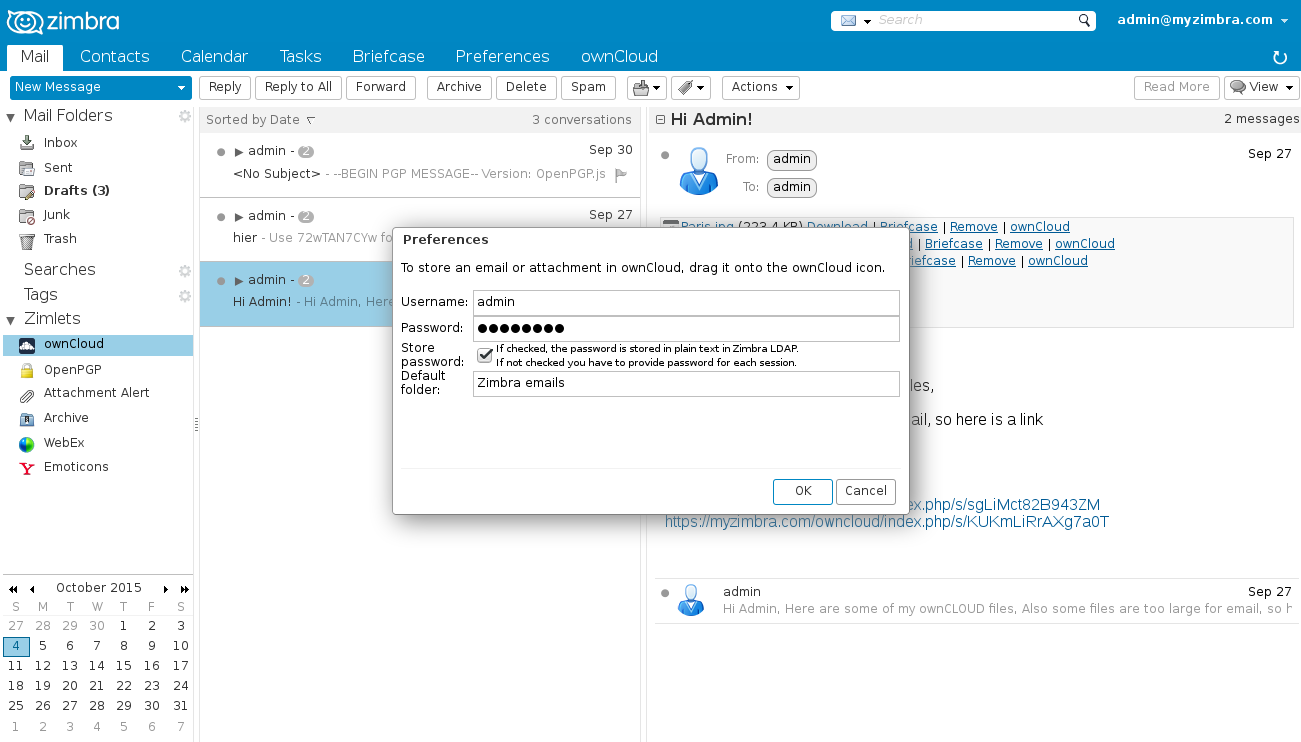 zimbra
Search
admin@myzimbra.com
Mail Contacts Calendar Tasks Briefcase Preferences ownCloud
New Message
Reply Reply to All Forward Archive Delete Spam Actions Read More View
Mail Folders
Inbox
Sent
Drafts (3)
Junk
Trash
Searches
Tags
Zimlets
ownCloud
OpenPGP
Attachment Alert
Archive
WebEx
Emoticons
October 2015
S M T W T F S
27 28 29 30 1 2 3
4 5 6 7 8 9 10
11 12 13 14 15 16 17
18 19 20 21 22 23 24
25 26 27 28 29 30 31
1 2 3 4 5 6 7
Sorted by Date 3 conversations
admin - 2 Sep 30
<No Subject> - --BEGIN PGP MESSAGE-- Version: OpenPGP.js
admin - 2 Sep 27
hier - Use 72wTAN7CYw fo
admin - 2
Hi Admin! - Hi Admin, Here
Hi Admin! 2 messages
From: admin Sep 27
To: admin
Paris.jpg (223.4 KB) Download | Briefcase | Remove | ownCloud
d | Briefcase | Remove | ownCloud
iefcase | Remove | ownCloud
les,
ail, so here is a link
ex.php/s/sgLiMct82B943ZM
https://myzimbra.com/owncloud/index.php/s/KUKmLiRrAXg7a0T
admin Sep 27
Hi Admin, Here are some of my ownCLOUD files, Also some files are too large for email, so h
Preferences
To store an email or attachment in ownCloud, drag it onto the ownCloud icon.
Username: admin
Password: ●●●●●●●●
Store password:
If checked, the password is stored in plain text in Zimbra LDAP.
If not checked you have to provide password for each session.
Default folder: Zimbra emails
OK Cancel